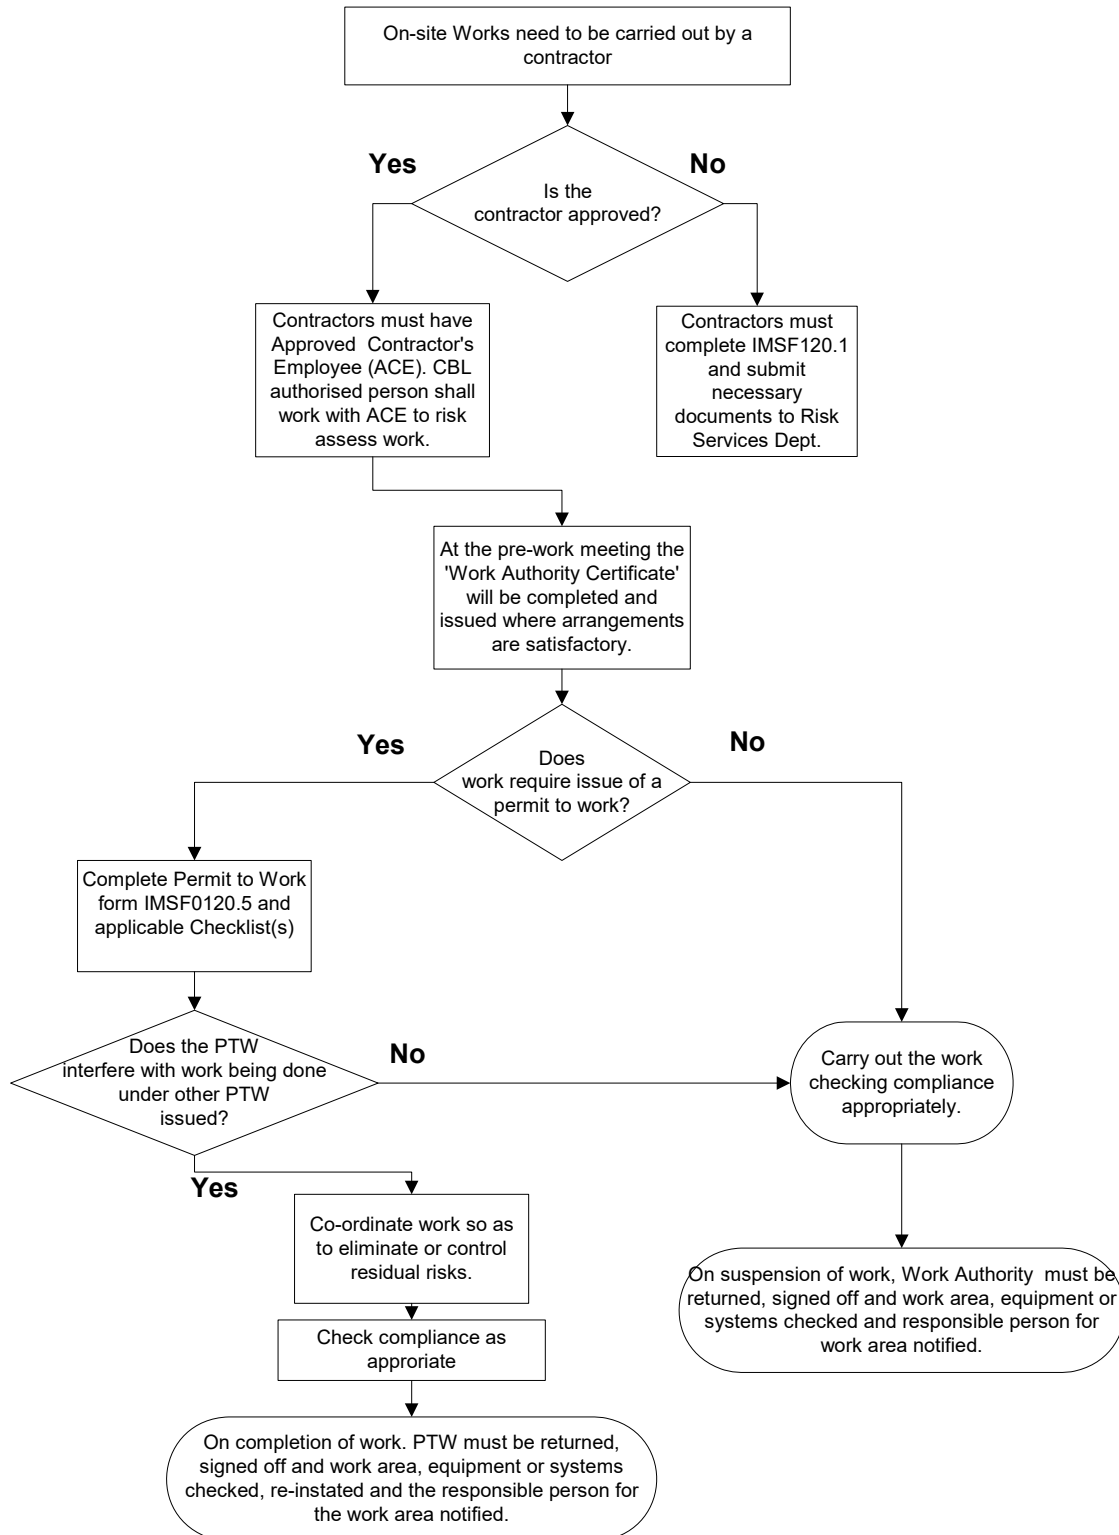 On-site Works need to be carried out by a
contractor
Yes
No
Is the
contractor approved?
Contractors must have
Approved Contractor's
Employee (ACE). CBL
authorised person shall
work with ACE to risk
assess work.
Contractors must
complete IMSF120.1
and submit
necessary
documents to Risk
Services Dept.
At the pre-work meeting the
'Work Authority Certificate'
will be completed and
issued where arrangements
are satisfactory.
Yes
No
Does
work require issue of a
permit to work?
Complete Permit to Work
form IMSF0120.5 and
applicable Checklist(s)
Does the PTW
interfere with work being done
under other PTW
issued?
No
Carry out the work
checking compliance
appropriately.
Yes
Co-ordinate work so as
to eliminate or control
residual risks.
On suspension of work, Work Authority must be
returned, signed off and work area, equipment or
systems checked and responsible person for
work area notified.
Check compliance as
approriate
On completion of work. PTW must be returned,
signed off and work area, equipment or systems
checked, re-instated and the responsible person for
the work area notified.